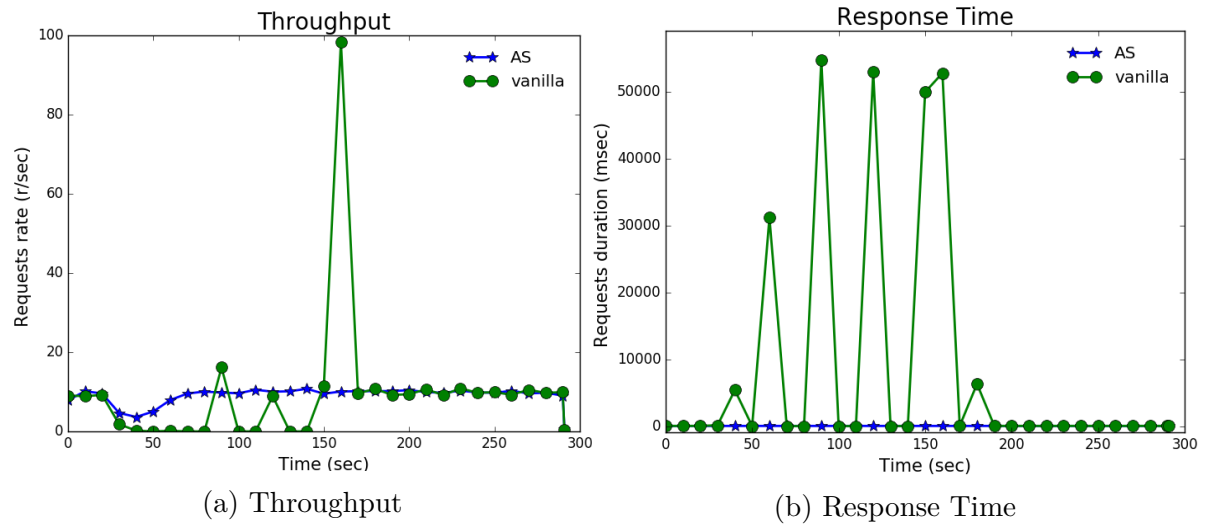 Throughput
Requests rate (r/sec)
100
80
60
40
20
0
AS
vanilla
0 50 100 150 200 250 300
Time (sec)
(a) Throughput
Response Time
Requests duration (msec)
50000
40000
30000
20000
10000
0
AS
vanilla
0 50 100 150 200 250 300
Time (sec)
(b) Response Time